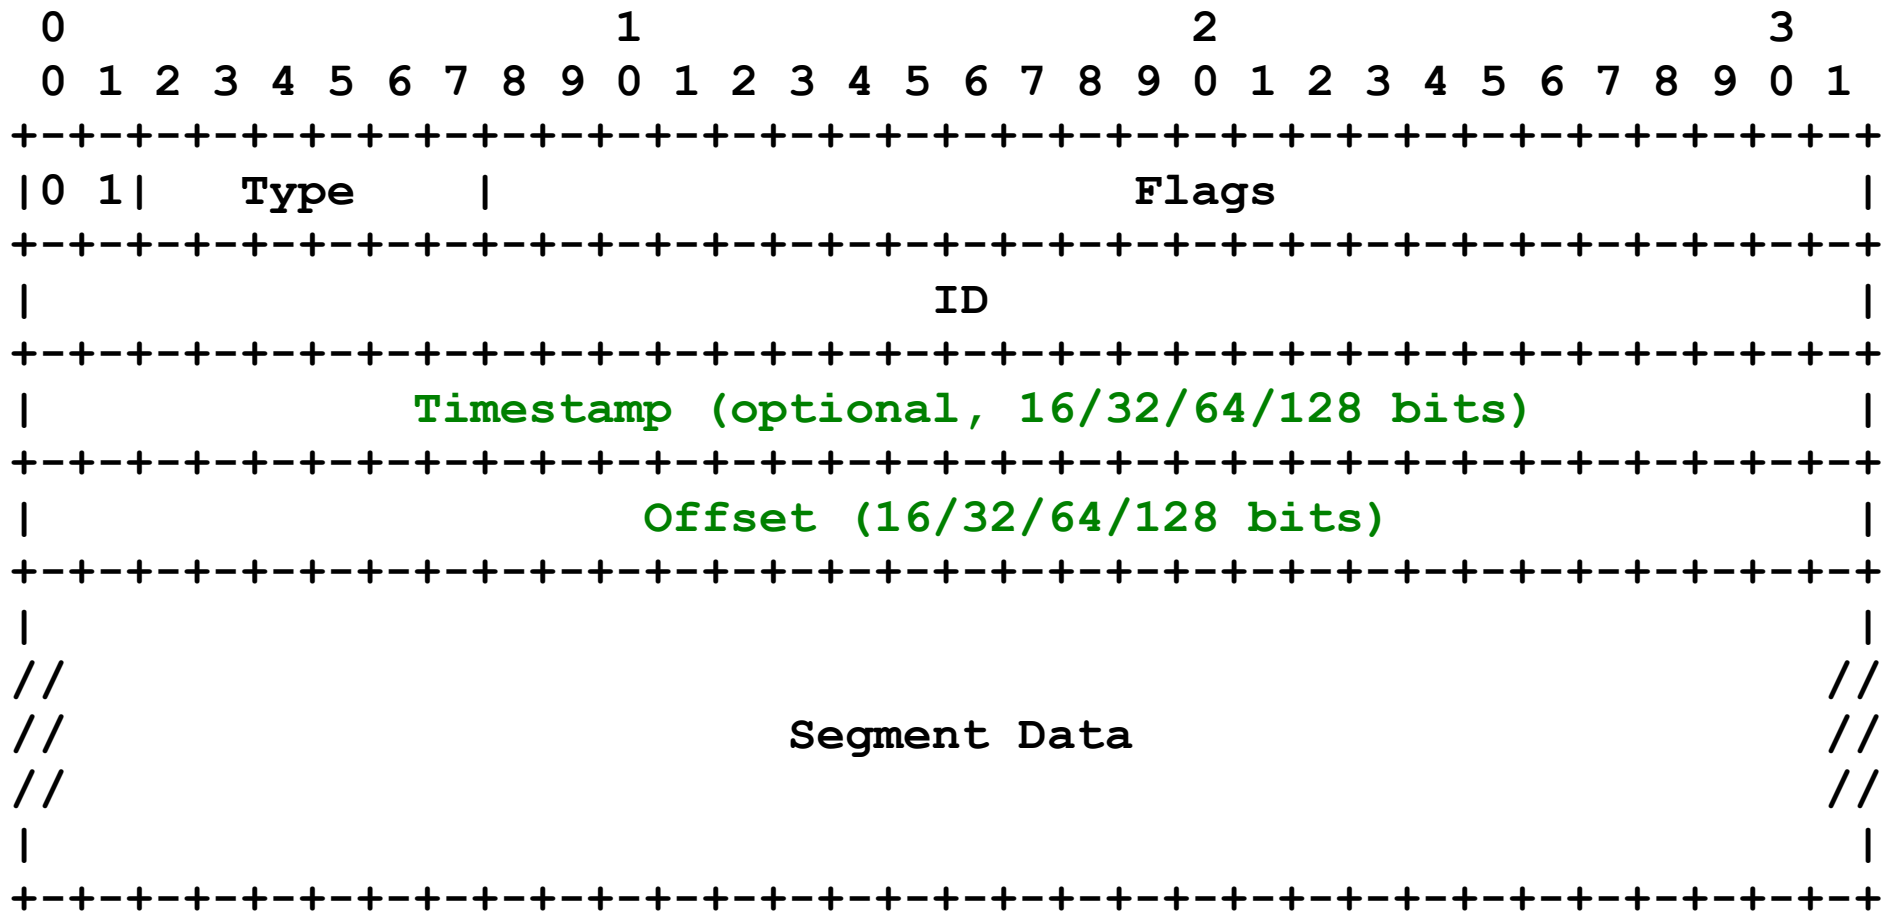 0                   1                   2                   3
 0 1 2 3 4 5 6 7 8 9 0 1 2 3 4 5 6 7 8 9 0 1 2 3 4 5 6 7 8 9 0 1
+-+-+-+-+-+-+-+-+-+-+-+-+-+-+-+-+-+-+-+-+-+-+-+-+-+-+-+-+-+-+-+-+
|0 1|   Type    |                      Flags                    |
+-+-+-+-+-+-+-+-+-+-+-+-+-+-+-+-+-+-+-+-+-+-+-+-+-+-+-+-+-+-+-+-+
|                               ID                              |
+-+-+-+-+-+-+-+-+-+-+-+-+-+-+-+-+-+-+-+-+-+-+-+-+-+-+-+-+-+-+-+-+
|             Timestamp (optional, 16/32/64/128 bits)           |
+-+-+-+-+-+-+-+-+-+-+-+-+-+-+-+-+-+-+-+-+-+-+-+-+-+-+-+-+-+-+-+-+
|                     Offset (16/32/64/128 bits)                |
+-+-+-+-+-+-+-+-+-+-+-+-+-+-+-+-+-+-+-+-+-+-+-+-+-+-+-+-+-+-+-+-+
|                                                               |
//                                                             //
//                         Segment Data                        //
//                                                             //
|                                                               |
+-+-+-+-+-+-+-+-+-+-+-+-+-+-+-+-+-+-+-+-+-+-+-+-+-+-+-+-+-+-+-+-+